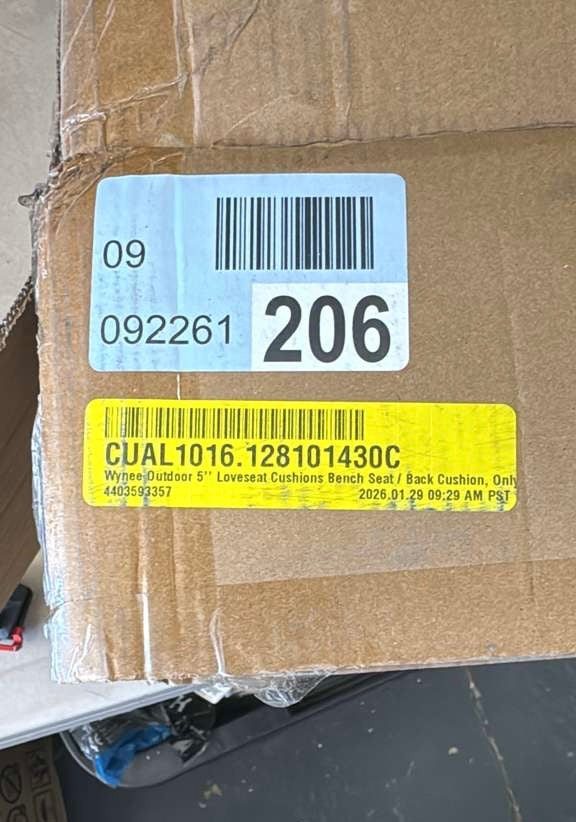 09
092261 206
CUAL1016.128101430C
Wynee Outdoor 5'' Loveseat Cushions Bench Seat / Back Cushion, Only
4403593357 2026.01.29 09:29 AM PST